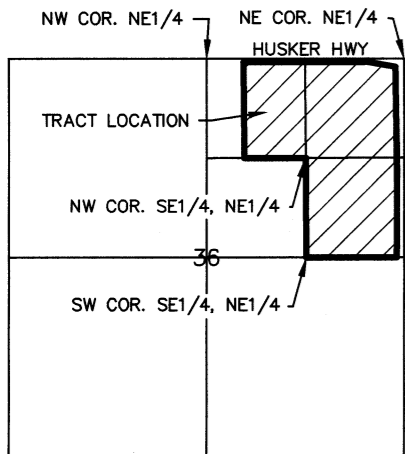 NW COR. NE1/4
NE COR. NE1/4
HUSKER HWY
TRACT LOCATION
NW COR. SE1/4, NE1/4
36
SW COR. SE1/4, NE1/4